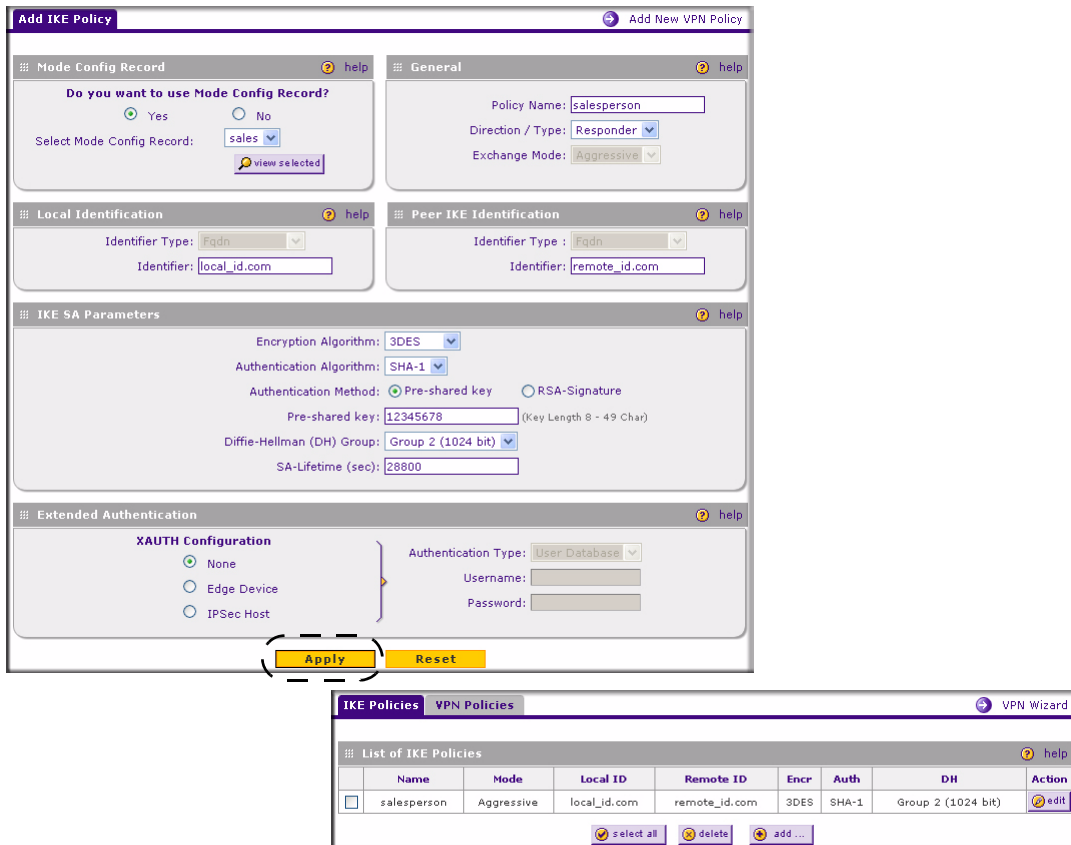 Add IKE Policy
Add New VPN Policy
Mode Config Record
help
Do you want to use Mode Config Record?
Yes No
Select Mode Config Record: sales
view selected
General
help
Policy Name: salesperson
Direction / Type: Responder
Exchange Mode: Aggressive
Local Identification
help
Identifier Type: Fqdn
Identifier: local_id.com
Peer IKE Identification
help
Identifier Type : Fqdn
Identifier: remote_id.com
IKE SA Parameters
help
Encryption Algorithm: 3DES
Authentication Algorithm: SHA-1
Authentication Method: Pre-shared key RSA-Signature
Pre-shared key: 12345678 (Key Length 8 - 49 Char)
Diffie-Hellman (DH) Group: Group 2 (1024 bit)
SA-Lifetime (sec): 28800
Extended Authentication
help
XAUTH Configuration
None
Edge Device
IPSec Host
Authentication Type: User Database
Username:
Password:
Apply Reset
IKE Policies VPN Policies
VPN Wizard
List of IKE Policies
help
Name Mode Local ID Remote ID Encr Auth DH Action
salesperson Aggressive local_id.com remote_id.com 3DES SHA-1 Group 2 (1024 bit) edit
select all delete add ...